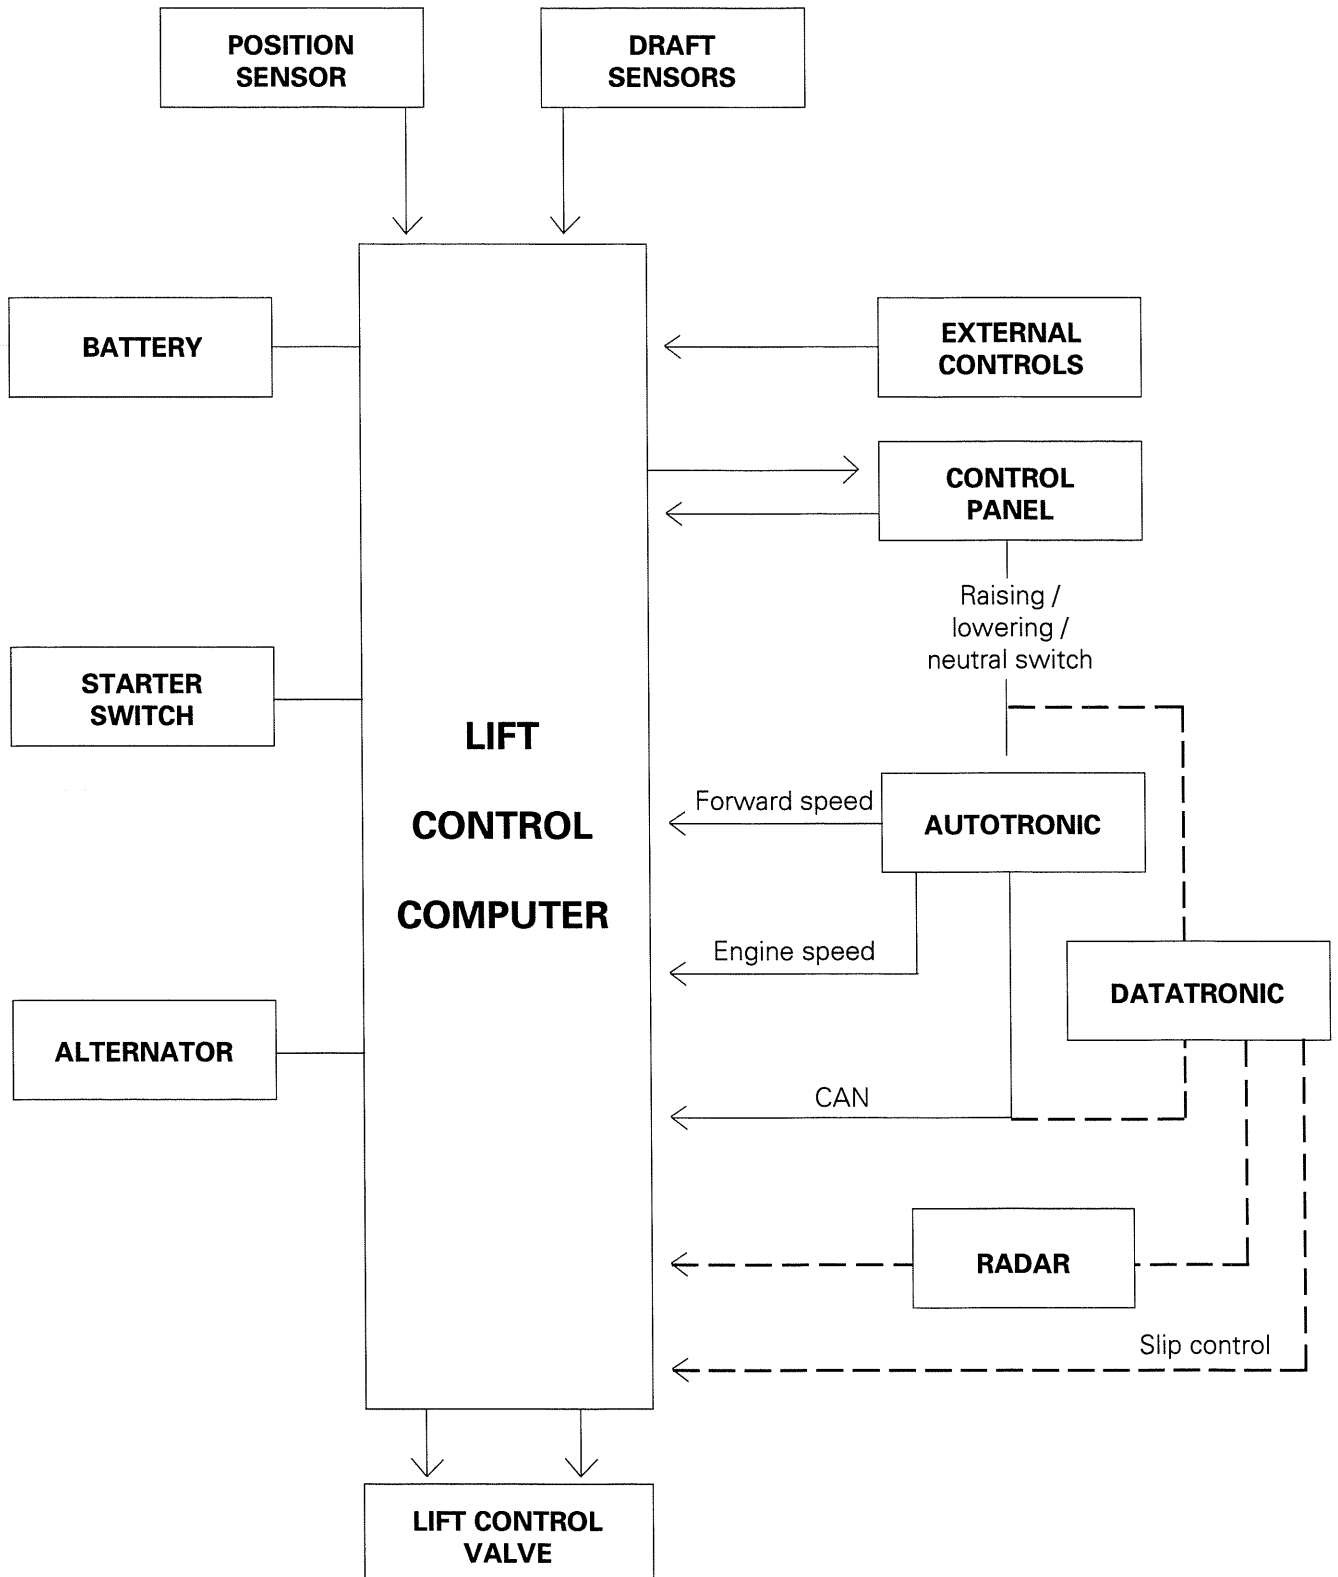 POSITION
SENSOR
DRAFT
SENSORS
BATTERY
EXTERNAL
CONTROLS
CONTROL
PANEL
Raising /
lowering /
neutral switch
STARTER
SWITCH
LIFT
CONTROL
COMPUTER
Forward speed
AUTOTRONIC
Engine speed
DATATRONIC
ALTERNATOR
CAN
RADAR
Slip control
LIFT CONTROL
VALVE